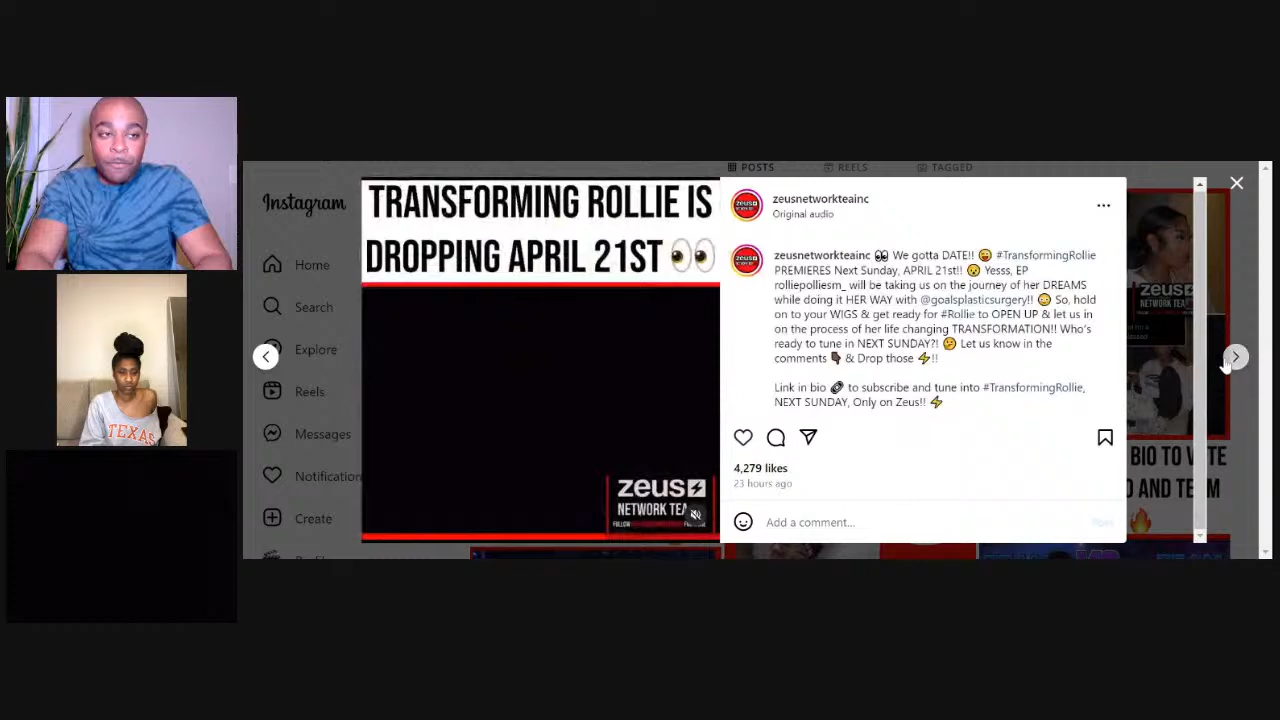 POSTS
REELS
TAGGED
Instagram
Home
Search
Explore
Reels
Messages
Notification
Create
TRANSFORMING ROLLIE IS
DROPPING APRIL 21ST 👀
zeus
NETWORK TEA
FOLLOW
zeusnetworkteainc
Original audio
zeusnetworkteainc 👀 We gotta DATE!! 😝 #TransformingRollie
PREMIERES Next Sunday, APRIL 21st!! 😯 Yesss, EP
rolliepolliesm_ will be taking us on the journey of her DREAMS
while doing it HER WAY with @goalsplasticsurgery!! 😳 So, hold
on to your WIGS & get ready for #Rollie to OPEN UP & let us in
on the process of her life changing TRANSFORMATION!! Who's
ready to tune in NEXT SUNDAY?! 🫢 Let us know in the
comments 👇🏿 & Drop those ⚡!!
Link in bio 🔗 to subscribe and tune into #TransformingRollie,
NEXT SUNDAY, Only on Zeus!! ⚡
4,279 likes
23 hours ago
Add a comment...
Post
zeus
NETWORK
BIO TO VOTE
AND TEAM
TEXAS